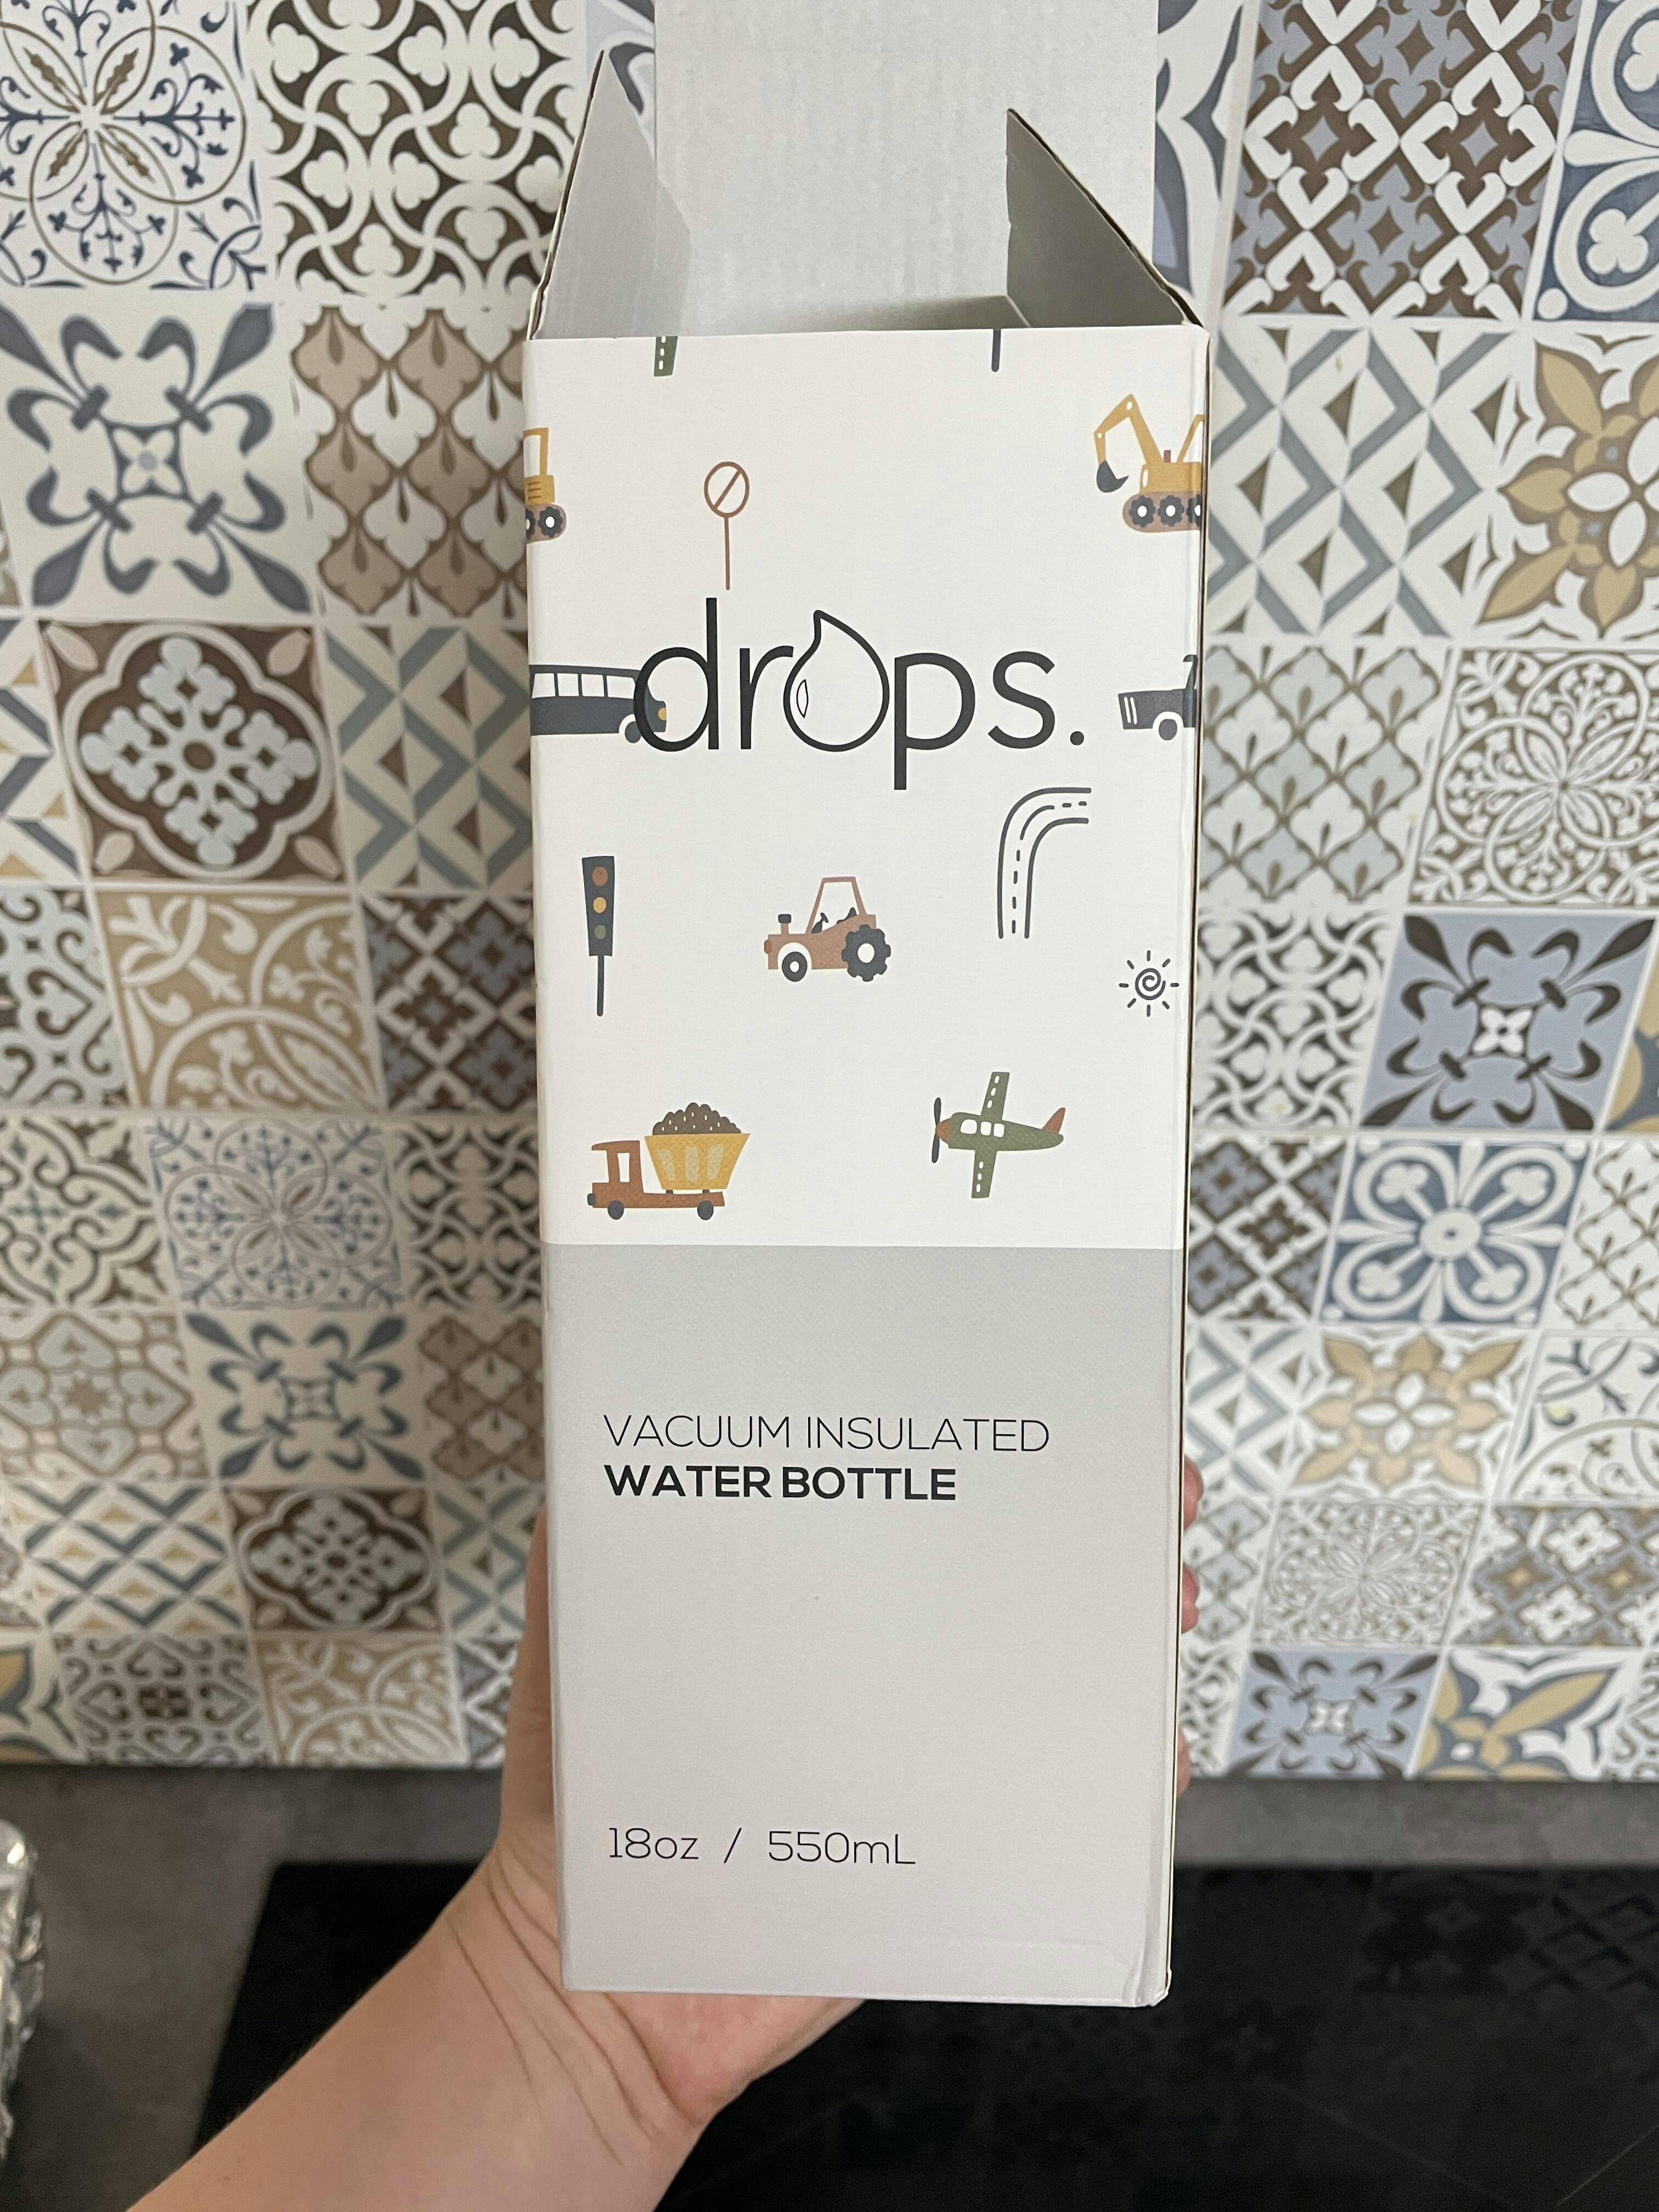 drops.
VACUUM INSULATED
WATER BOTTLE
18oz / 550mL